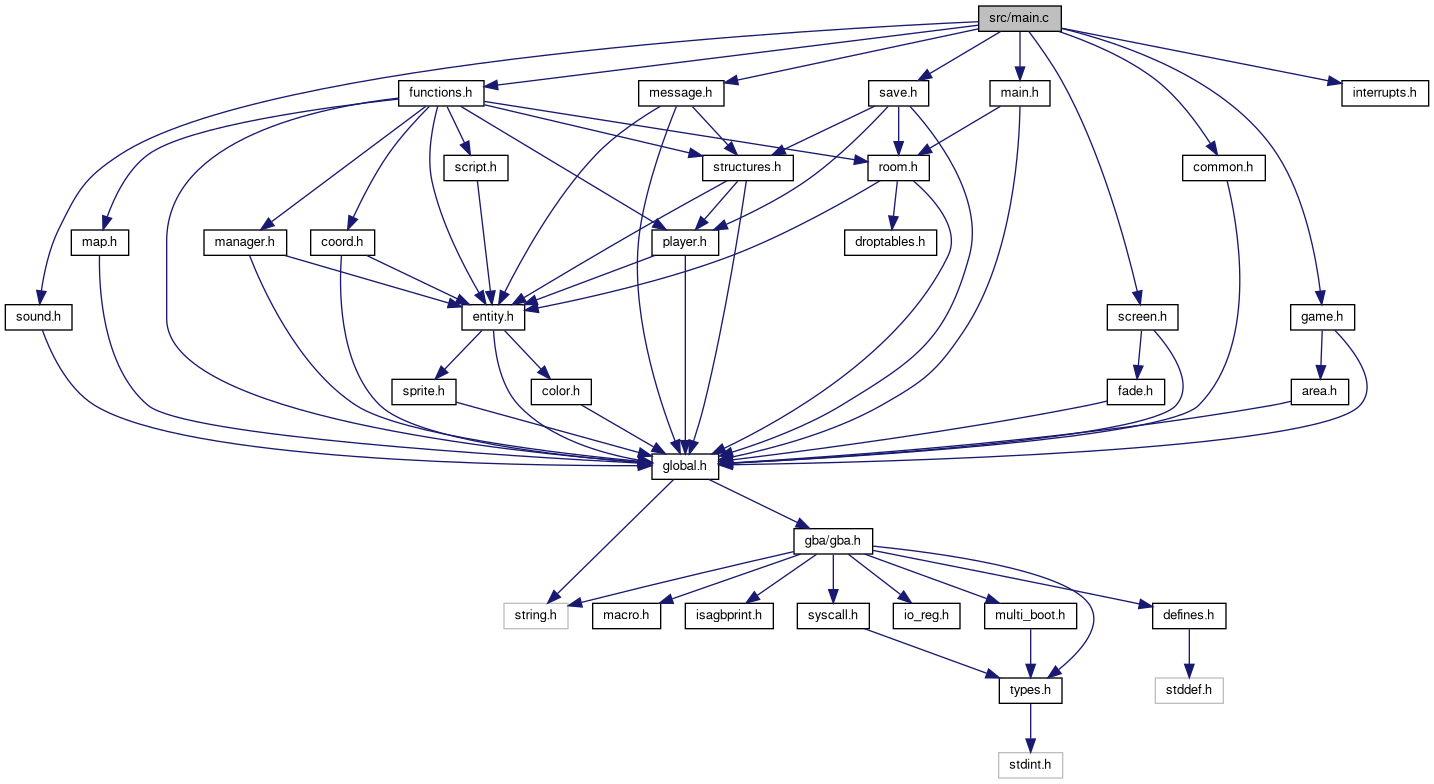 src/main.c
functions.h
message.h
save.h
main.h
interrupts.h
script.h
structures.h
room.h
common.h
map.h
manager.h
coord.h
player.h
droptables.h
sound.h
entity.h
screen.h
game.h
sprite.h
color.h
fade.h
area.h
global.h
gba/gba.h
string.h
macro.h
isagbprint.h
syscall.h
io_reg.h
multi_boot.h
defines.h
types.h
stddef.h
stdint.h